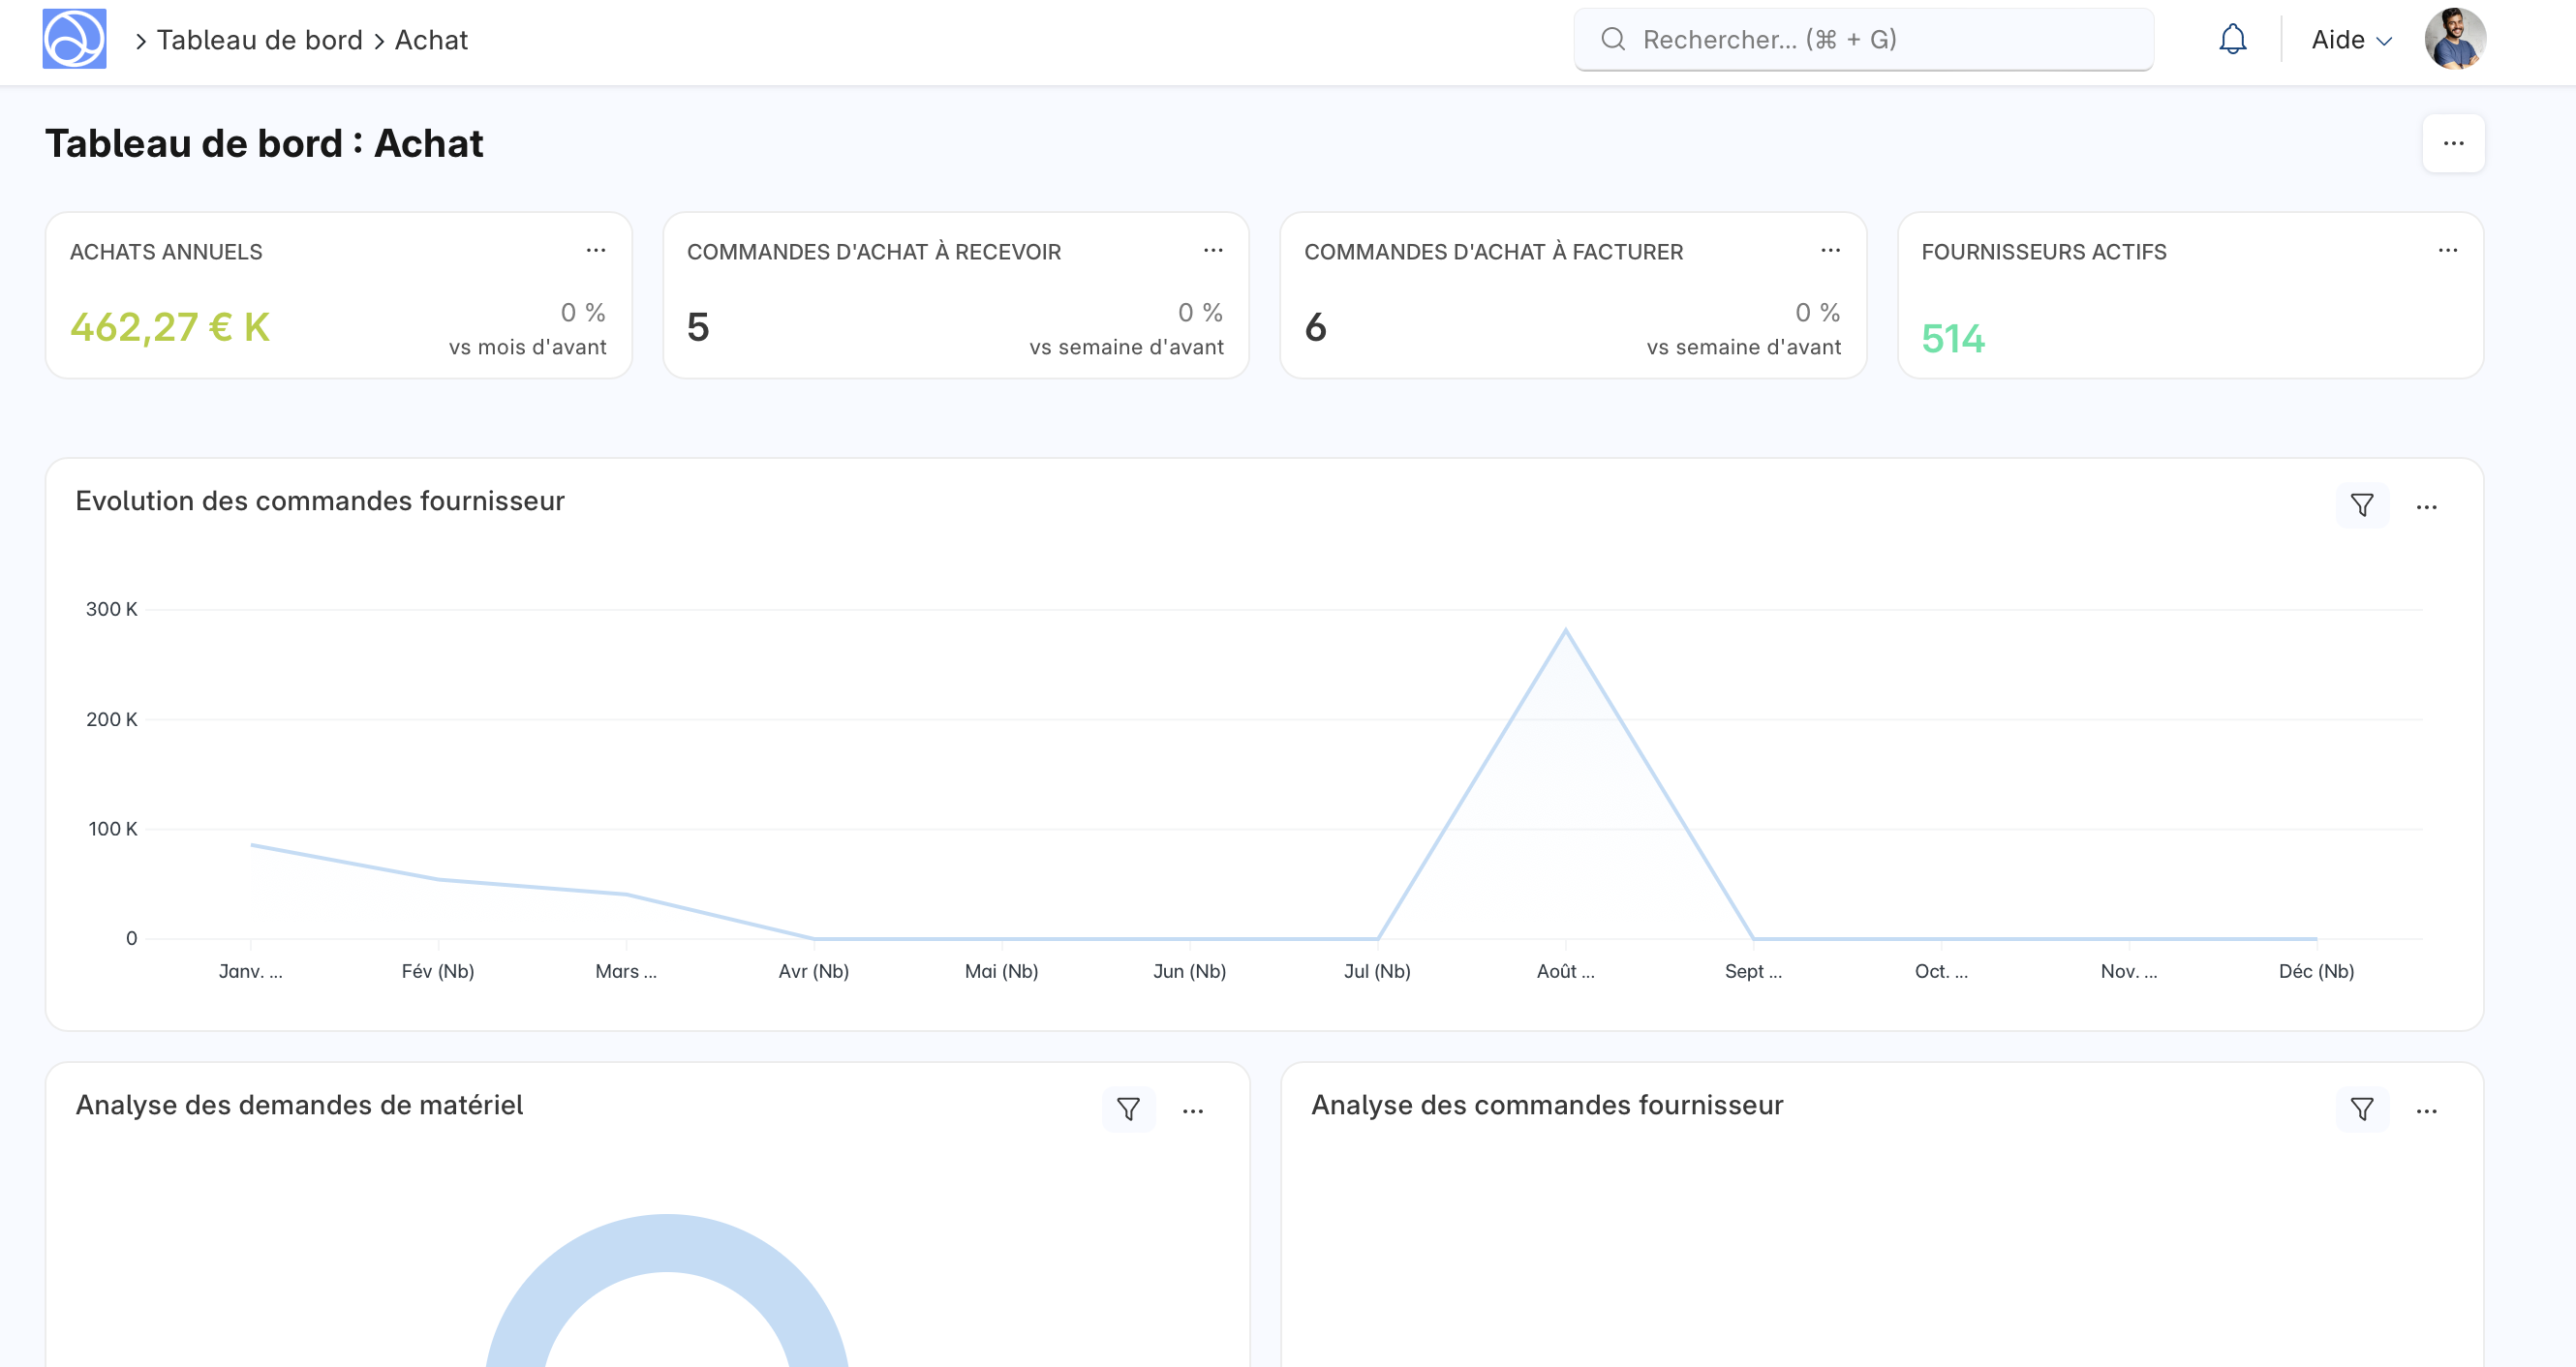 > Tableau de bord > Achat
Rechercher... (⌘ + G)
Aide
Tableau de bord : Achat
...
ACHATS ANNUELS
...
462,27 € K
0 %
vs mois d'avant
COMMANDES D'ACHAT À RECEVOIR
...
5
0 %
vs semaine d'avant
COMMANDES D'ACHAT À FACTURER
...
6
0 %
vs semaine d'avant
FOURNISSEURS ACTIFS
...
514
Evolution des commandes fournisseur
...
300 K
200 K
100 K
0
Janv. ... Fév (Nb) Mars ... Avr (Nb) Mai (Nb) Jun (Nb) Jul (Nb) Août ... Sept ... Oct. ... Nov. ... Déc (Nb)
Analyse des demandes de matériel
...
Analyse des commandes fournisseur
...